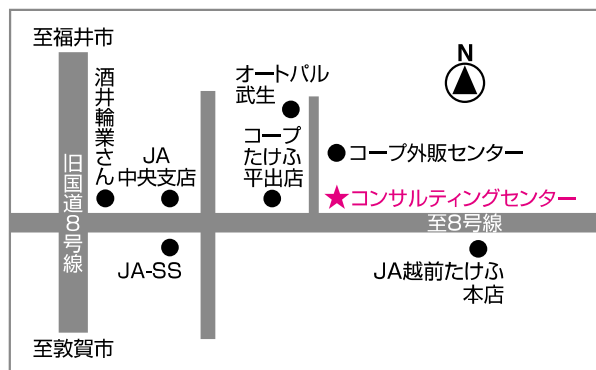 至福井市
酒井輪業さん
旧国道8号線
至敦賀市
JA
中央支店
JA-SS
オートパル
武生
コープ
たけふ
平出店
N
コープ外販センター
★コンサルティングセンター
至8号線
JA越前たけふ
本店